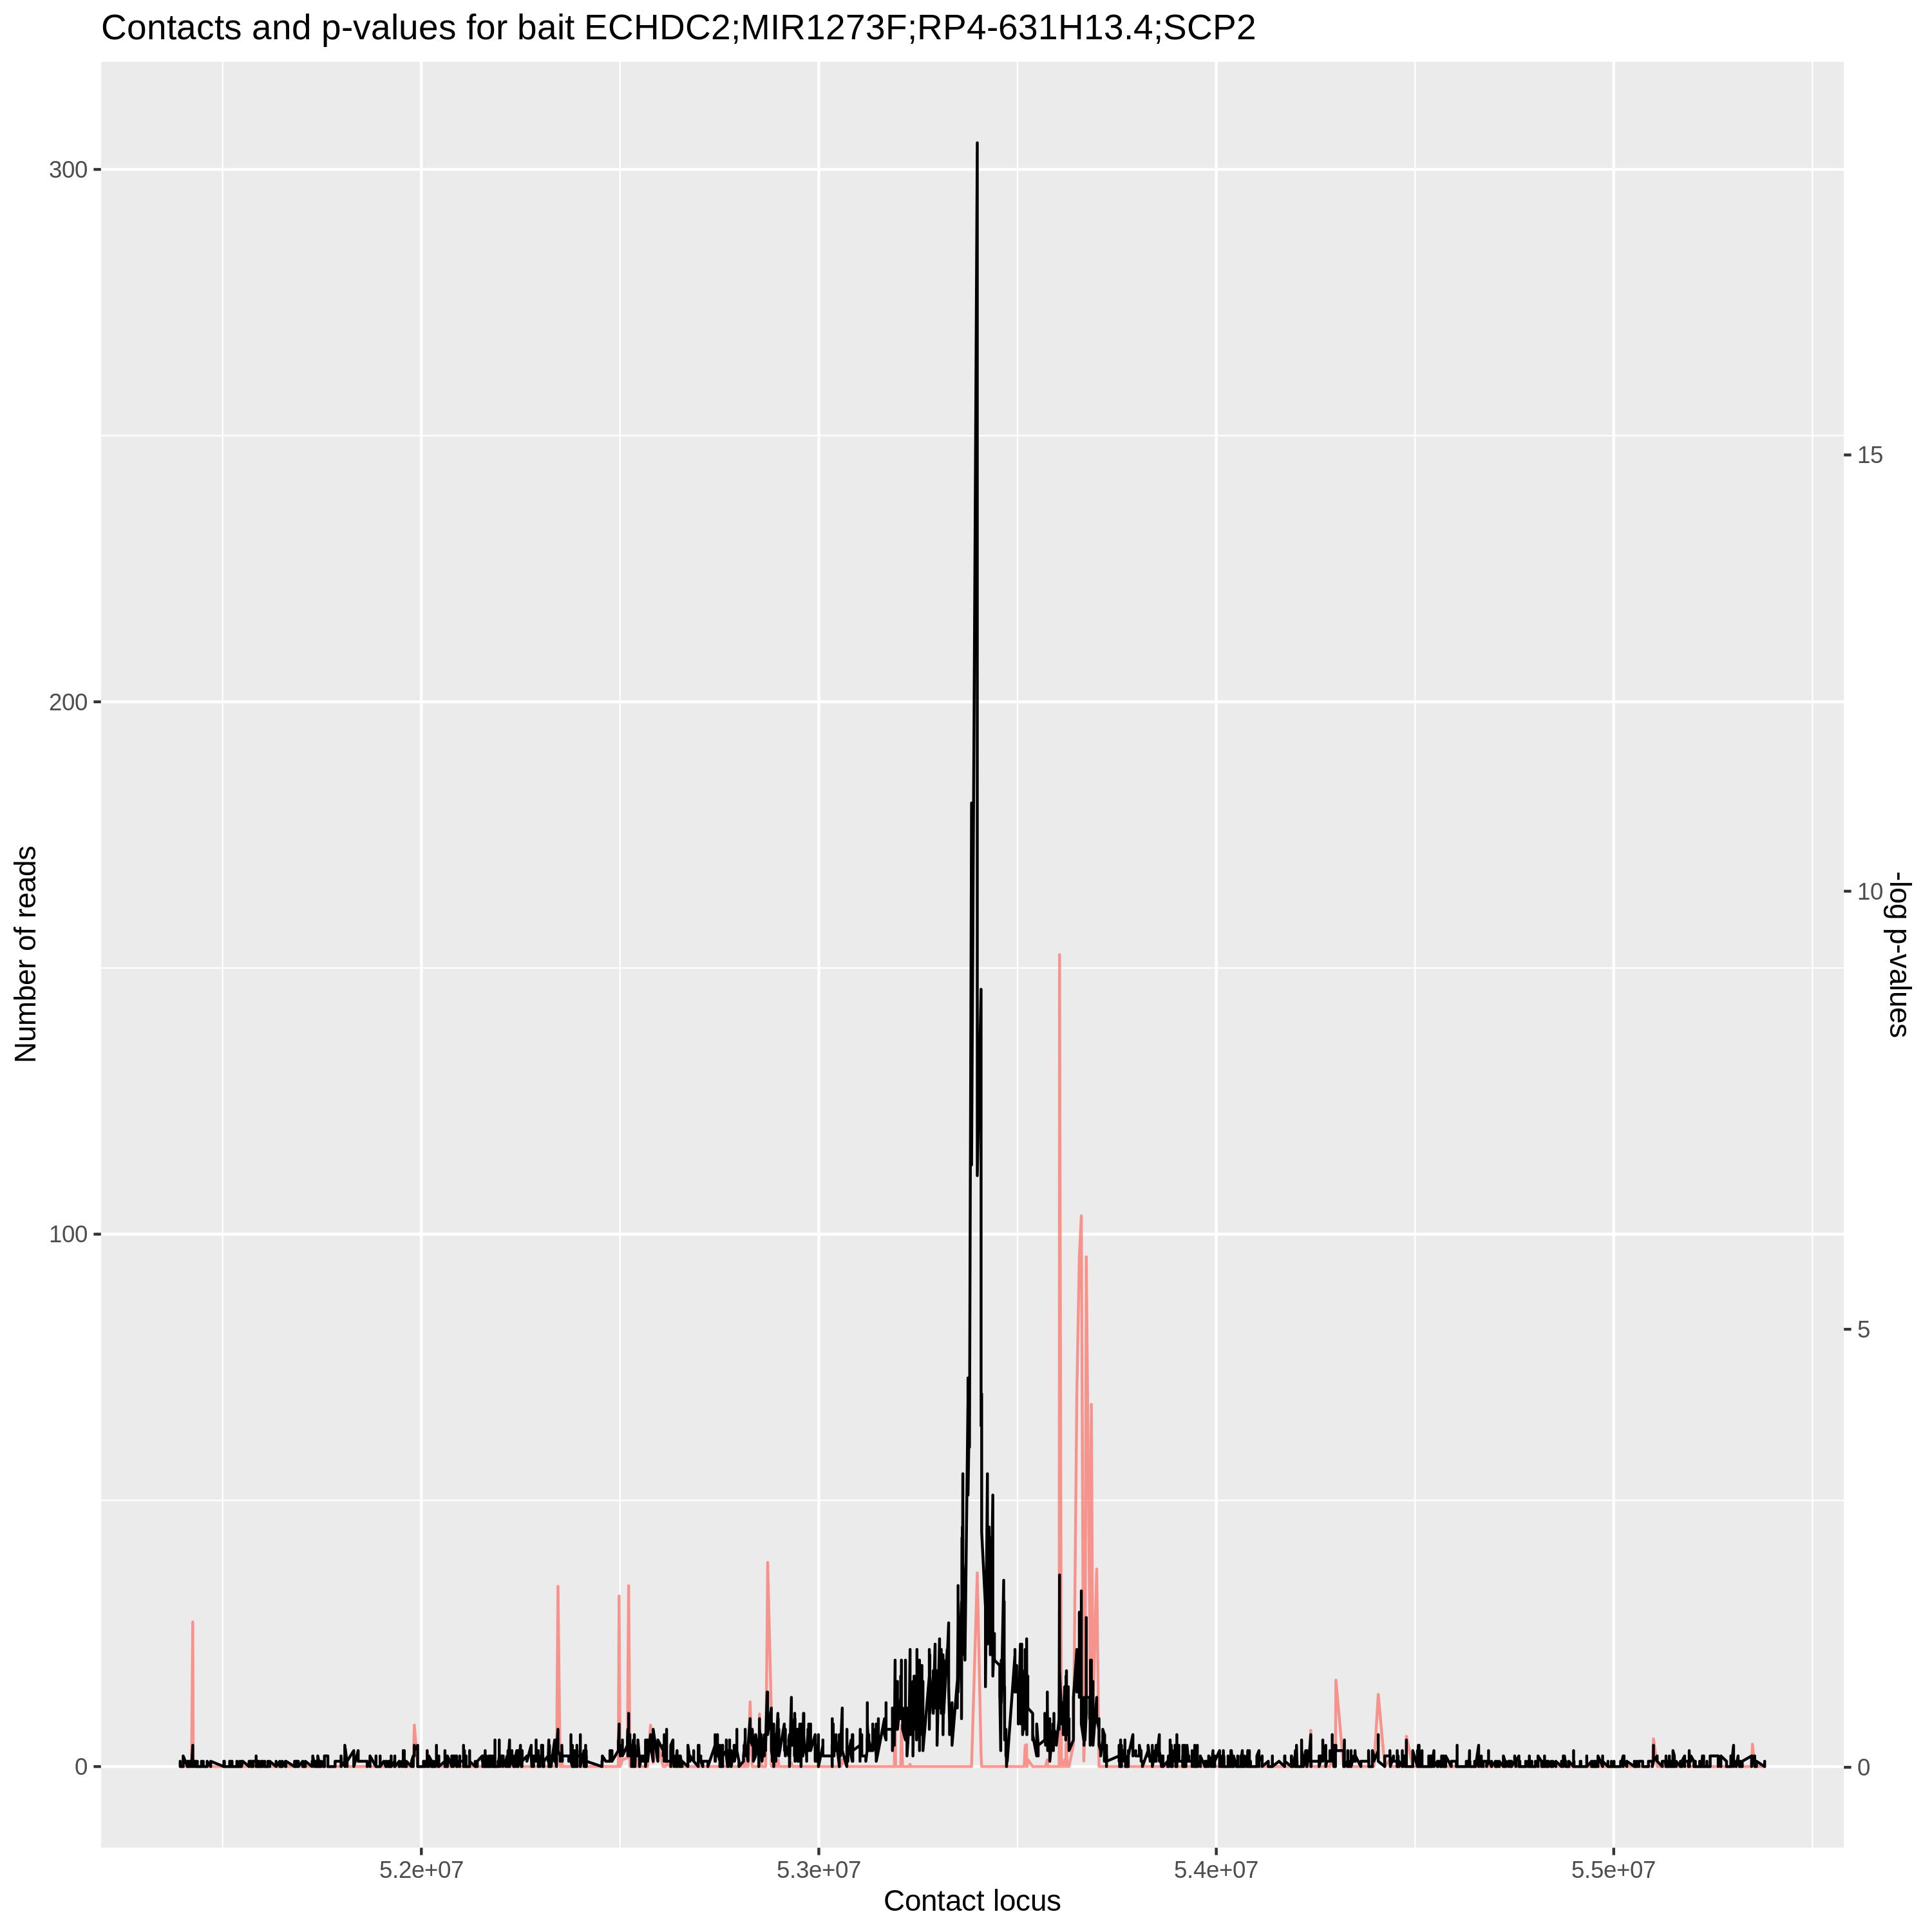 Contacts and p-values for bait ECHDC2;MIR1273F;RP4-631H13.4;SCP2
300
200
100
0
Number of reads
15
10
5
0
-log p-values
5.2e+07 5.3e+07 5.4e+07 5.5e+07
Contact locus